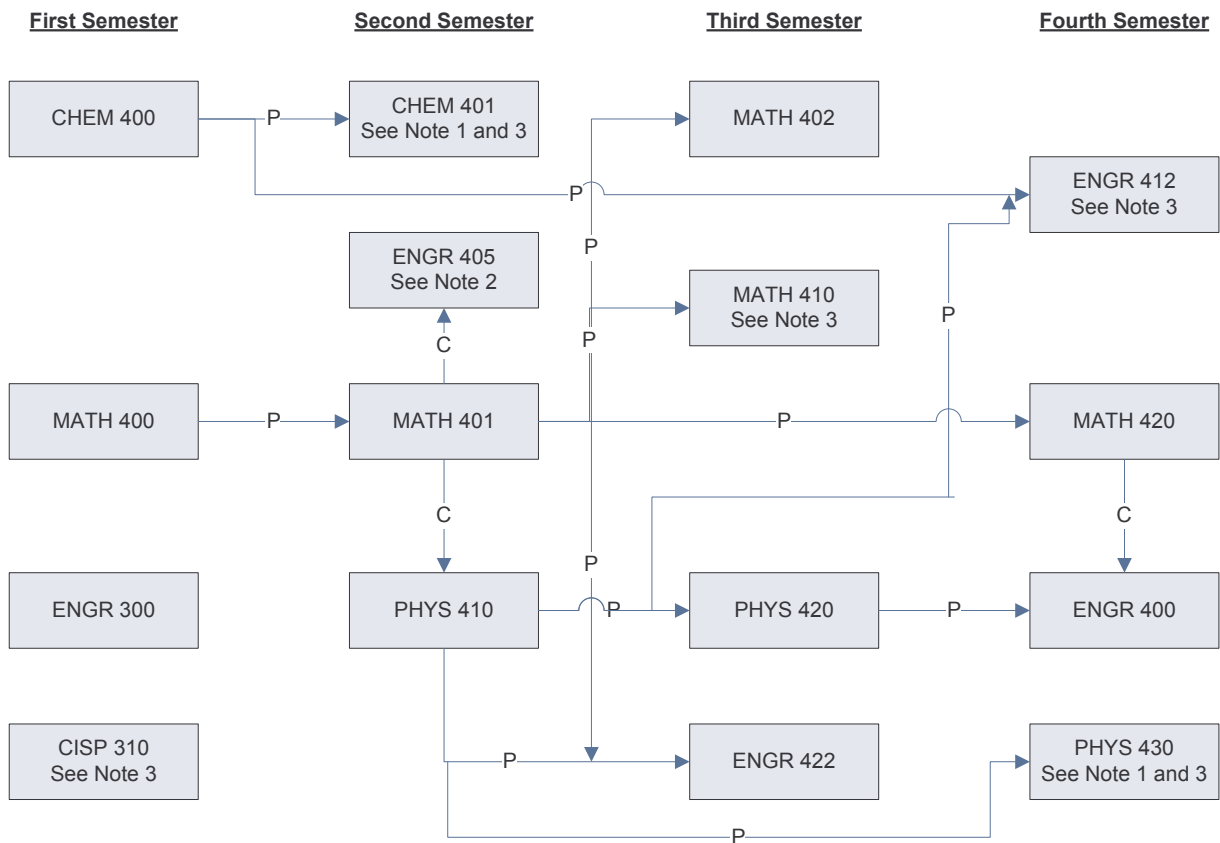 First Semester
Second Semester
Third Semester
Fourth Semester
CHEM 400
P
CHEM 401
See Note 1 and 3
MATH 402
P
ENGR 412
See Note 3
ENGR 405
See Note 2
P
MATH 410
See Note 3
P
C
P
MATH 400
P
MATH 401
P
MATH 420
C
C
P
ENGR 300
PHYS 410
P
PHYS 420
P
ENGR 400
CISP 310
See Note 3
P
ENGR 422
PHYS 430
See Note 1 and 3
P